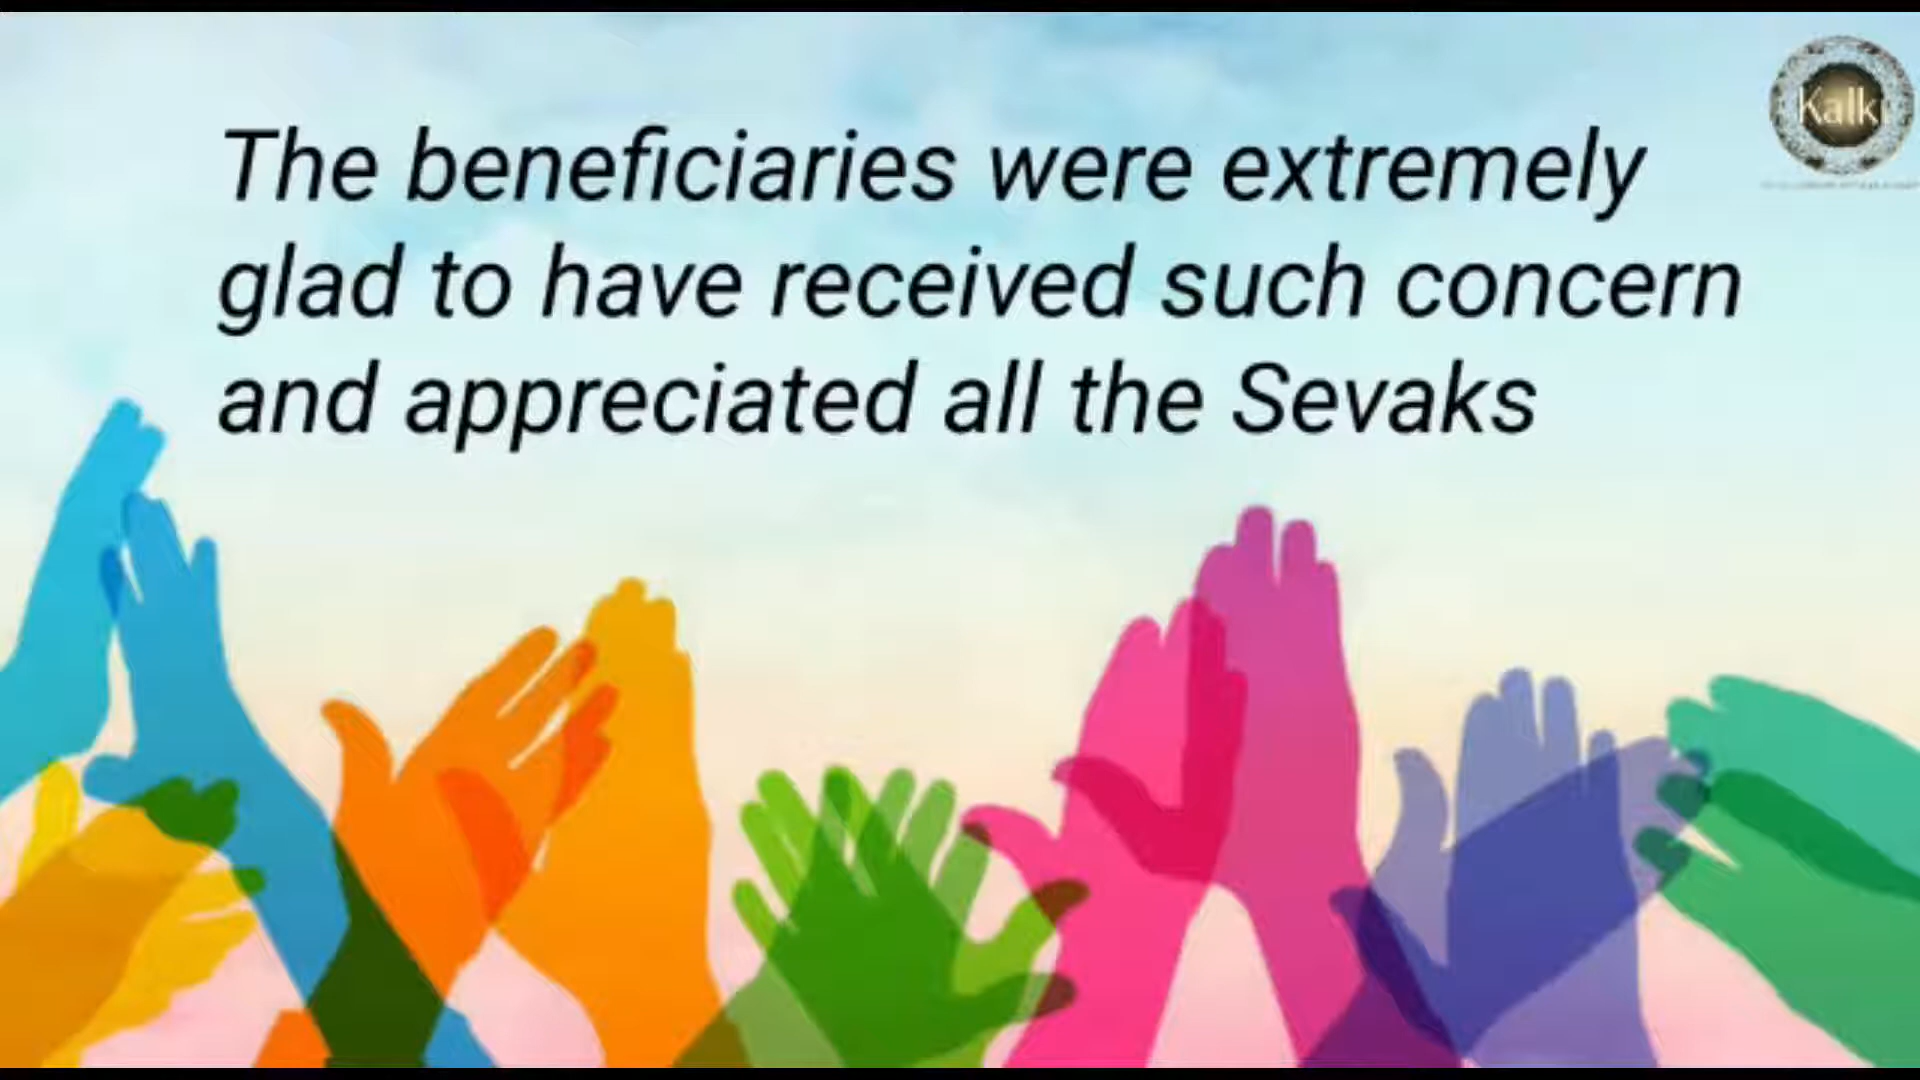 Kalki
The beneficiaries were extremely
glad to have received such concern
and appreciated all the Sevaks